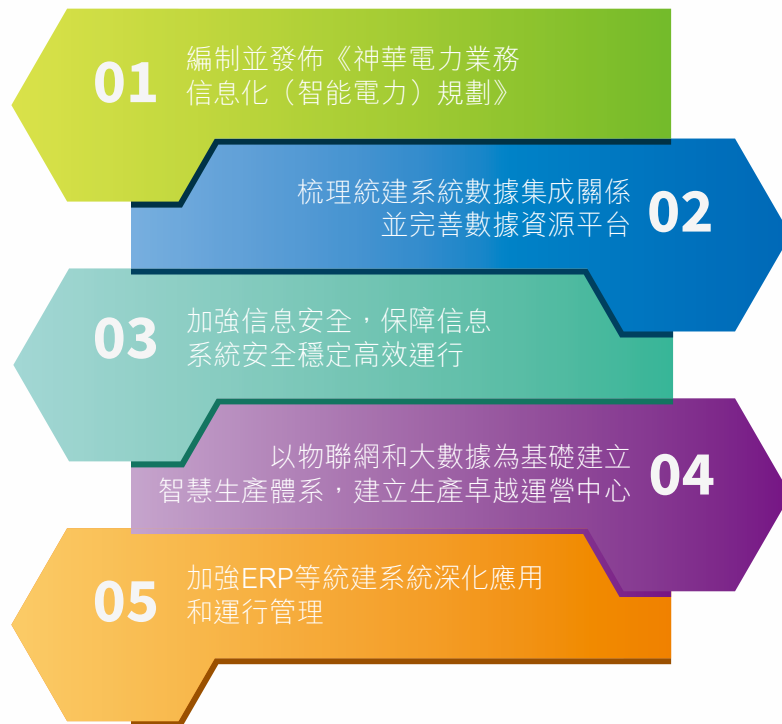 01
編制並發佈《神華電力業務
信息化（智能電力）規劃》
梳理統建系統數據集成關係
並完善數據資源平台
02
03
加強信息安全，保障信息
系統安全穩定高效運行
以物聯網和大數據為基礎建立
智慧生產體系，建立生產卓越運營中心
04
05
加強ERP等統建系統深化應用
和運行管理